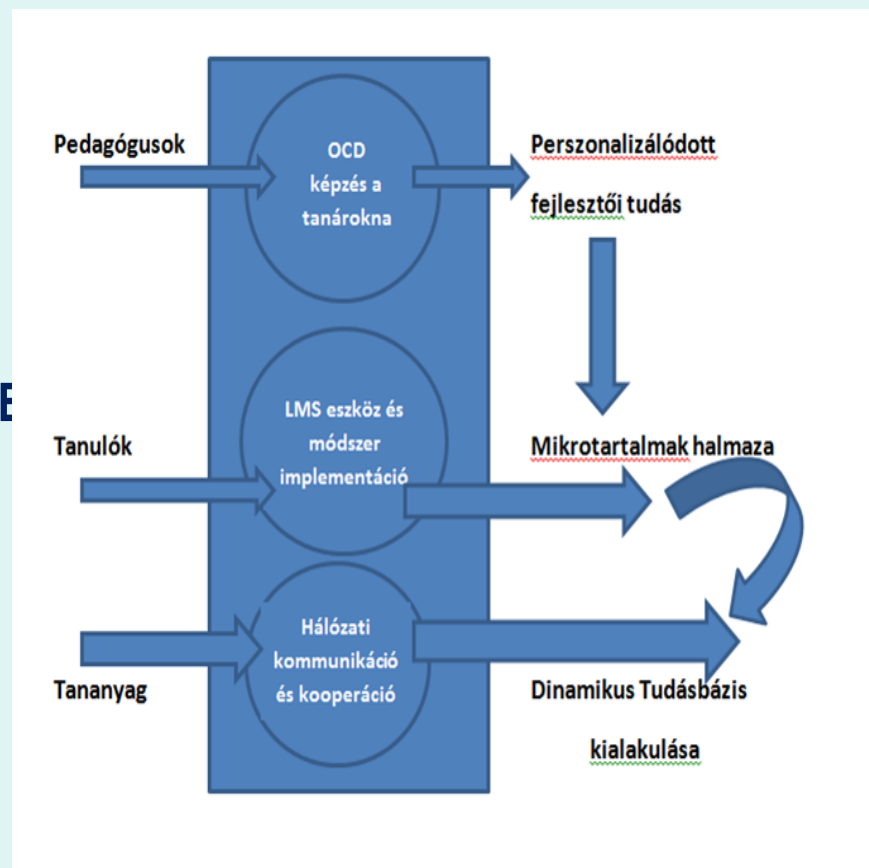 Pedagógusok
OCD
képzés a
tanárokna
Perszonalizálódott
fejlesztői tudás
E
Tanulók
LMS eszköz és
módszer
implementáció
Mikrotartalmak halmaza
Tananyag
Hálózati
kommunikáció
és kooperáció
Dinamikus Tudásbázis
kialakulása